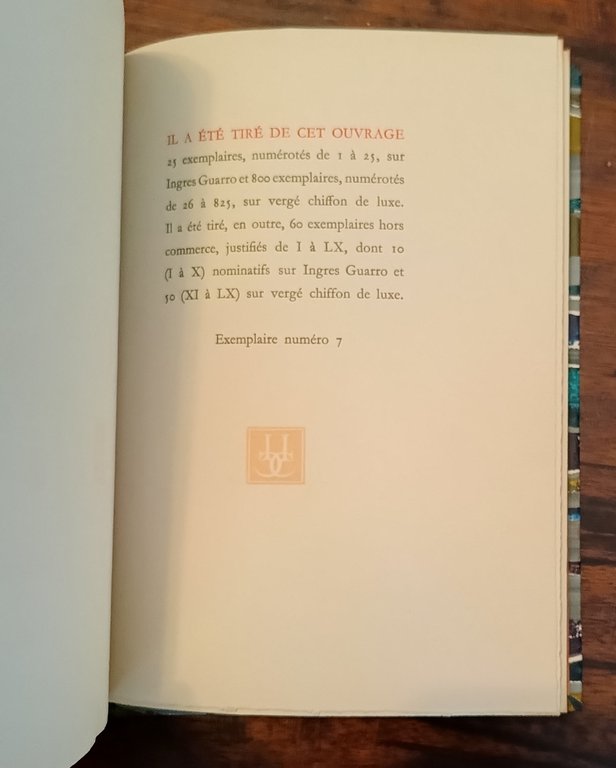 IL A ÉTÉ TIRÉ DE CET OUVRAGE
25 exemplaires, numérotés de 1 à 25, sur
Ingres Guarro et 800 exemplaires, numérotés
de 26 à 825, sur vergé chiffon de luxe.
Il a été tiré, en outre, 60 exemplaires hors
commerce, justifiés de I à LX, dont 10
(I à X) nominatifs sur Ingres Guarro et
50 (XI à LX) sur vergé chiffon de luxe.
Exemplaire numéro 7